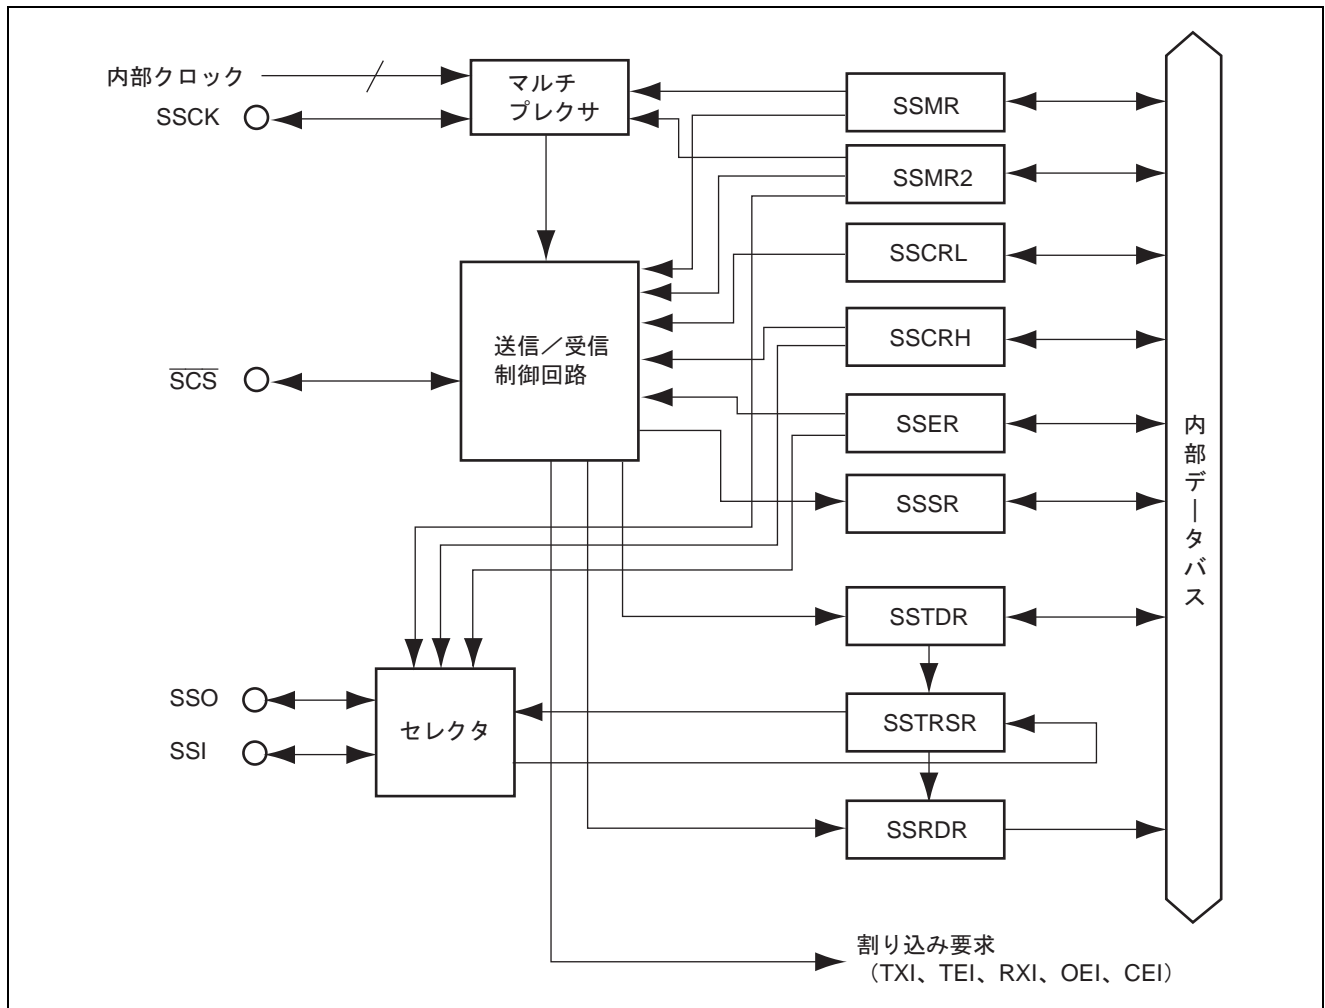 内部クロック
マルチ
プレクサ
SSCK
SSMR
SSMR2
SSCRL
送信／受信
制御回路
SSCRH
SCS
SSER
内部データバス
SSSR
SSTDR
SSO
SSTRSR
セレクタ
SSI
SSRDR
割り込み要求
（TXI、TEI、RXI、OEI、CEI）